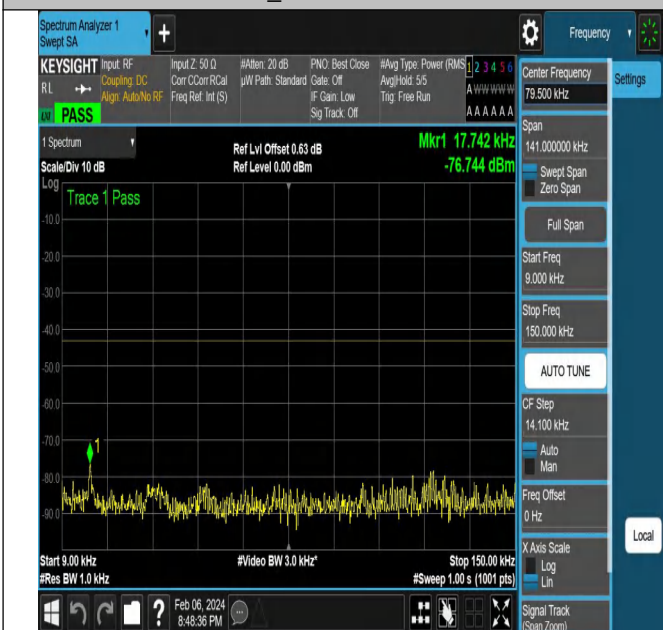 Spectrum Analyzer 1
Swept SA
+
Frequency
KEYSIGHT
RL
LXI
PASS
Input: RF
Coupling: DC
Align: Auto/No RF
Input Z: 50 Ω
Corr CCorr RCal
Freq Ref: Int (S)
#Atten: 20 dB
µW Path: Standard
PNO: Best Close
Gate: Off
IF Gain: Low
Sig Track: Off
#Avg Type: Power (RMS
Avg|Hold: 5/5
Trig: Free Run
1 2 3 4 5 6
A W W W W W
A A A A A A
1 Spectrum
Scale/Div 10 dB
Ref Lvl Offset 0.63 dB
Ref Level 0.00 dBm
Mkr1 17.742 kHz
-76.744 dBm
Log
Trace 1 Pass
-10.0
-20.0
-30.0
-40.0
-50.0
-60.0
-70.0
-80.0
-90.0
1
Start 9.00 kHz
#Res BW 1.0 kHz
#Video BW 3.0 kHz*
Stop 150.00 kHz
#Sweep 1.00 s (1001 pts)
?
Feb 06, 2024
8:48:36 PM
Center Frequency
79.500 kHz
Span
141.000000 kHz
Swept Span
Zero Span
Full Span
Start Freq
9.000 kHz
Stop Freq
150.000 kHz
AUTO TUNE
CF Step
14.100 kHz
Auto
Man
Freq Offset
0 Hz
X Axis Scale
Log
Lin
Signal Track
(Span Zoom)
Settings
Local